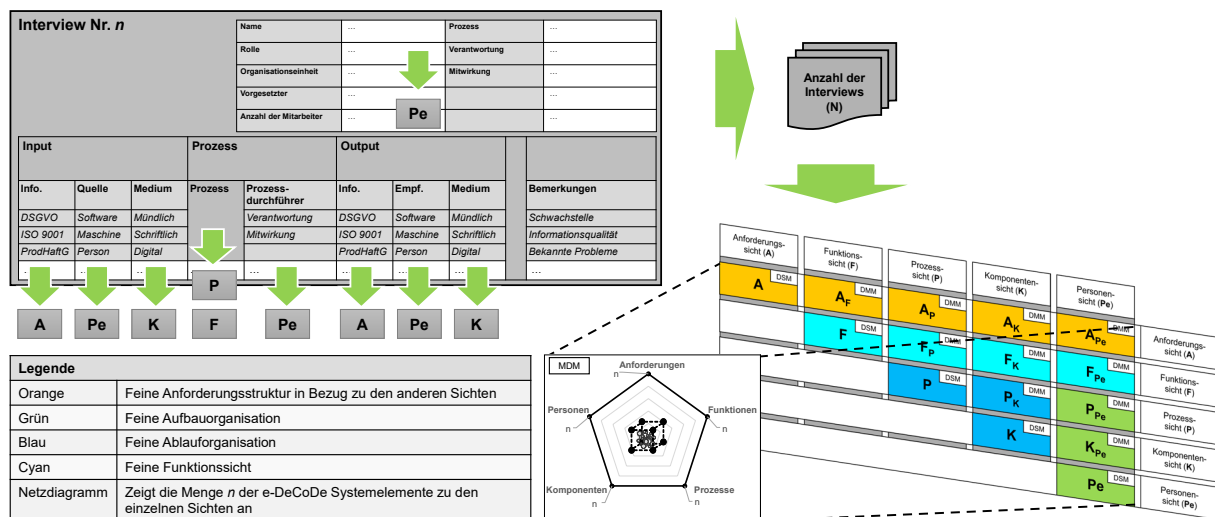 Interview Nr. n
Name … Prozess …
Rolle … Verantwortung …
Organisationseinheit … Mitwirkung …
Vorgesetzter … …
Anzahl der Mitarbeiter … …
Pe
Input Prozess Output
Info. Quelle Medium Prozess Prozess- Info. Empf. Medium Bemerkungen
durchführer
DSGVO Software Mündlich Verantwortung DSGVO Software Mündlich Schwachstelle
ISO 9001 Maschine Schriftlich Mitwirkung ISO 9001 Maschine Schriftlich Informationsqualität
ProdHaftG Person Digital ProdHaftG Person Digital Bekannte Probleme
… … … … … … … … …
P
A Pe K F Pe A Pe K
Anzahl der
Interviews
(N)
Legende
Orange Feine Anforderungsstruktur in Bezug zu den anderen Sichten
Grün Feine Aufbauorganisation
Blau Feine Ablauforganisation
Cyan Feine Funktionssicht
Netzdiagramm Zeigt die Menge n der e-DeCoDe Systemelemente zu den
einzelnen Sichten an
MDM
Anforderungen
n
Personen
n
Funktionen
n
Komponenten
n
Prozesse
n
Anforderungs-
sicht (A)
Funktions-
sicht (F)
Prozess-
sicht (P)
Komponenten-
sicht (K)
Personen-
sicht (Pe)
A DSM
AF DMM
AP DMM
AK DMM
APe DMM
Anforderungs-
sicht (A)
F DSM
FP DMM
FK DMM
FPe DMM
Funktions-
sicht (F)
P DSM
PK DMM
PPe DMM
Prozess-
sicht (P)
K DSM
KPe DMM
Komponenten-
sicht (K)
Pe DSM
Personen-
sicht (Pe)